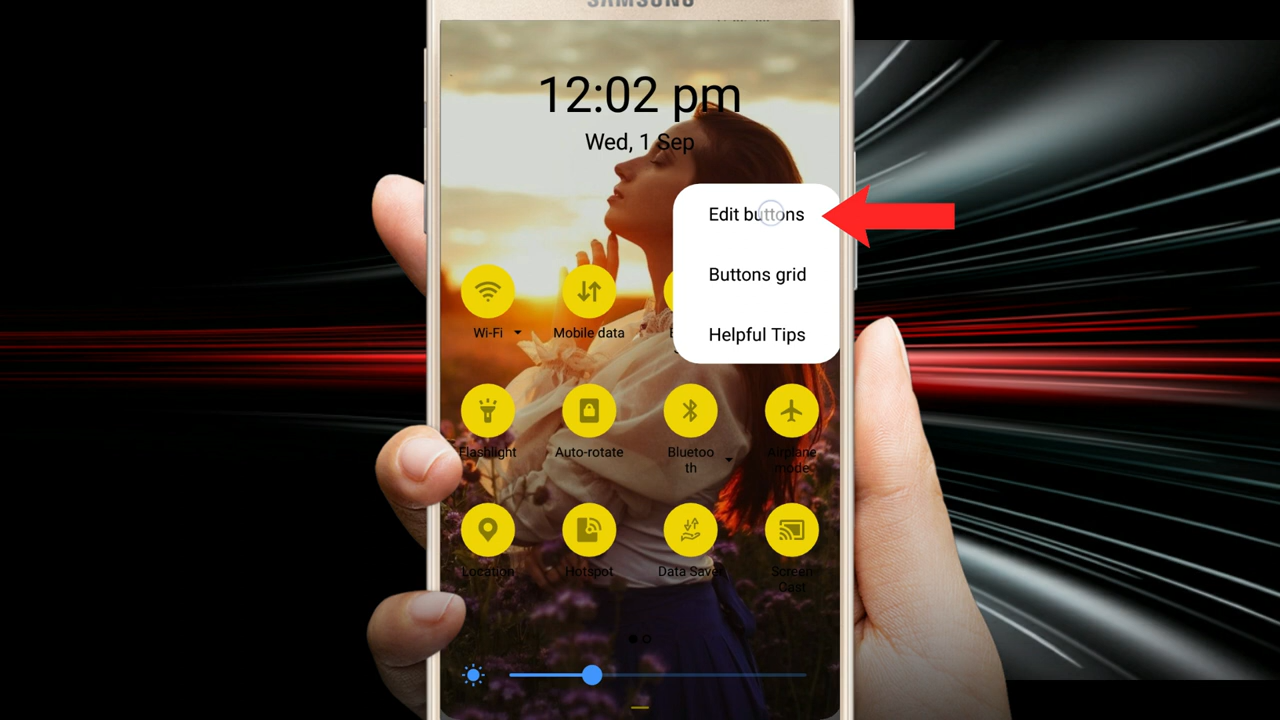 SAMSUNG
12:02 pm
Wed, 1 Sep
Edit buttons
Buttons grid
Helpful Tips
Wi-Fi
Mobile data
Flashlight
Auto-rotate
Bluetoo
th
Airplane
mode
Location
Hotspot
Data Saver
Screen
Cast